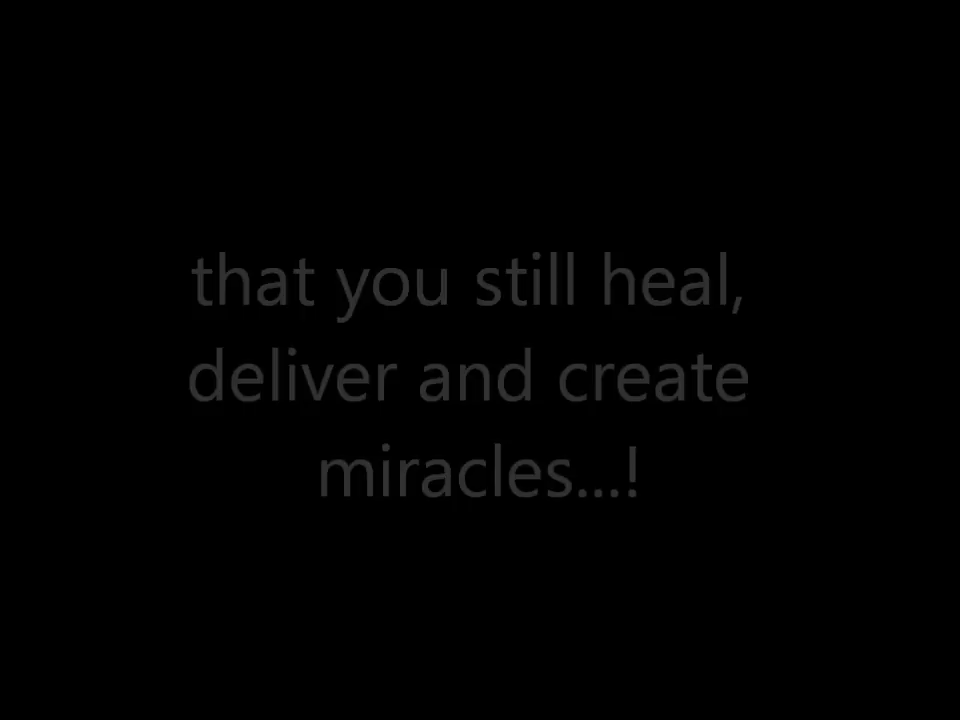 that you still heal,
deliver and create
miracles...!